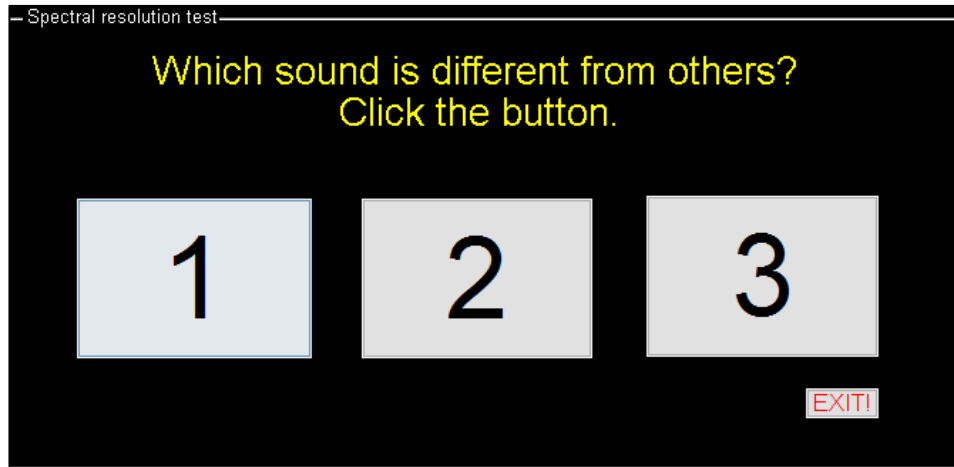 Spectral resolution test
Which sound is different from others?
Click the button.
1 2 3
EXIT!